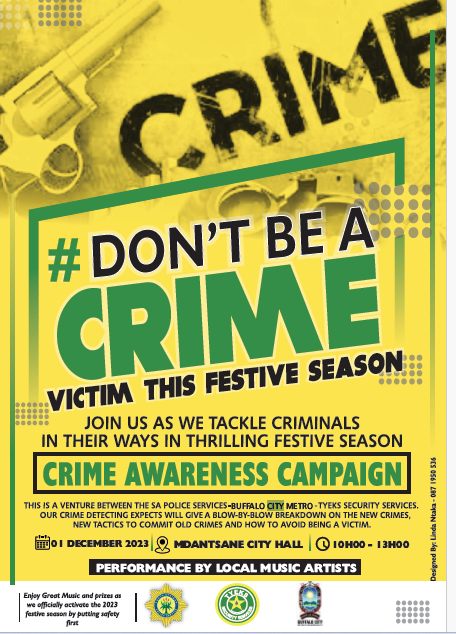 CRIME
# DON'T BE A
CRIME
VICTIM THIS FESTIVE SEASON
JOIN US AS WE TACKLE CRIMINALS
IN THEIR WAYS IN THRILLING FESTIVE SEASON
CRIME AWARENESS CAMPAIGN
THIS IS A VENTURE BETWEEN THE SA POLICE SERVICES-BUFFALO CITY METRO -TYEKS SECURITY SERVICES.
OUR CRIME DETECTING EXPECTS WILL GIVE A BLOW-BY-BLOW BREAKDOWN ON THE NEW CRIMES,
NEW TACTICS TO COMMIT OLD CRIMES AND HOW TO AVOID BEING A VICTIM.
01 DECEMBER 2023 | MDANTSANE CITY HALL | 10H00 - 13H00
PERFORMANCE BY LOCAL MUSIC ARTISTS
Enjoy Great Music and prizes as
we officially activate the 2023
festive season by putting safety
first
TYEKS
BUFFALO CITY
Designed By: Linda Ntska - 087 1950 536